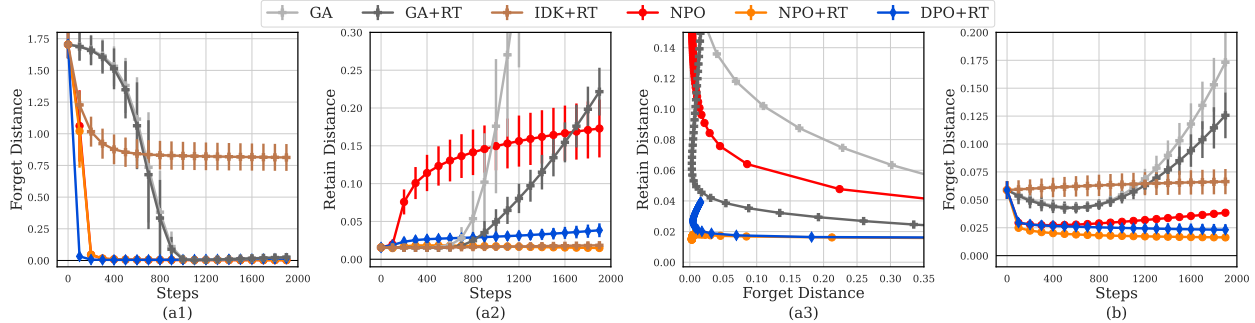 GA GA+RT IDK+RT NPO NPO+RT DPO+RT
Forget Distance
1.75
1.50
1.25
1.00
0.75
0.50
0.25
0.00
0 400 800 1200 1600 2000
Steps
(a1)
Retain Distance
0.30
0.25
0.20
0.15
0.10
0.05
0.00
0 400 800 1200 1600 2000
Steps
(a2)
Retain Distance
0.14
0.12
0.10
0.08
0.06
0.04
0.02
0.00
0.00 0.05 0.10 0.15 0.20 0.25 0.30 0.35
Forget Distance
(a3)
Forget Distance
0.200
0.175
0.150
0.125
0.100
0.075
0.050
0.025
0.000
0 400 800 1200 1600 2000
Steps
(b)